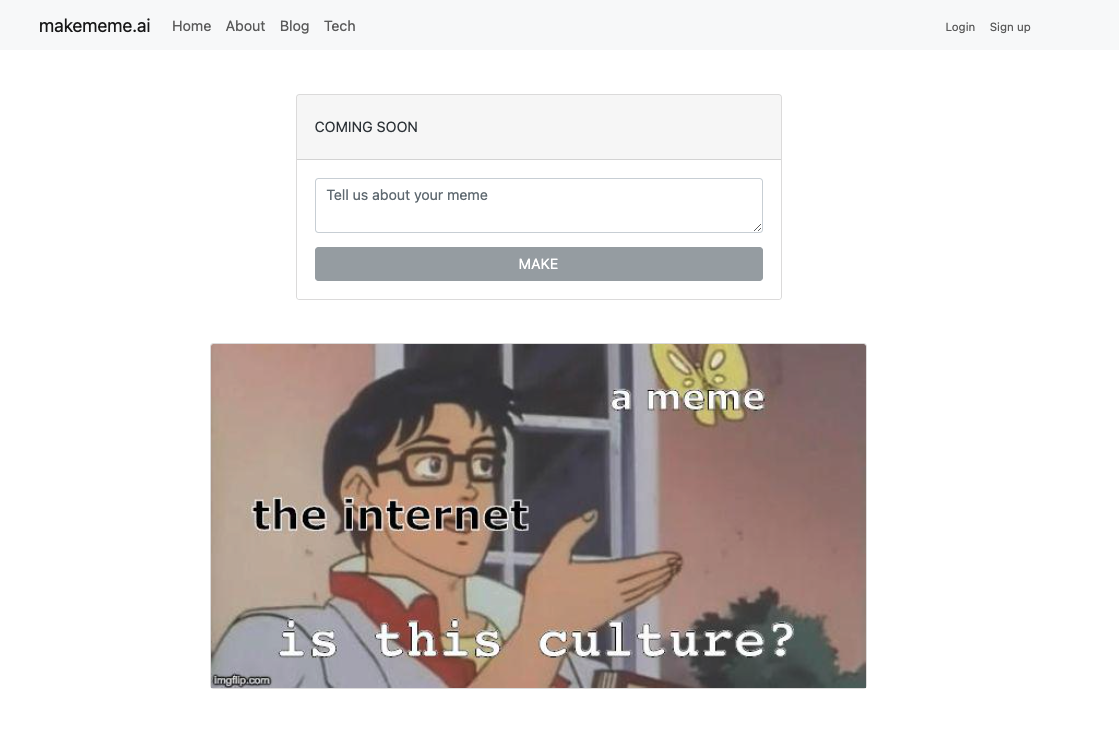 makememe.ai Home About Blog Tech Login Sign up
COMING SOON
Tell us about your meme
MAKE
a meme
the internet
is this culture?
imgflip.com